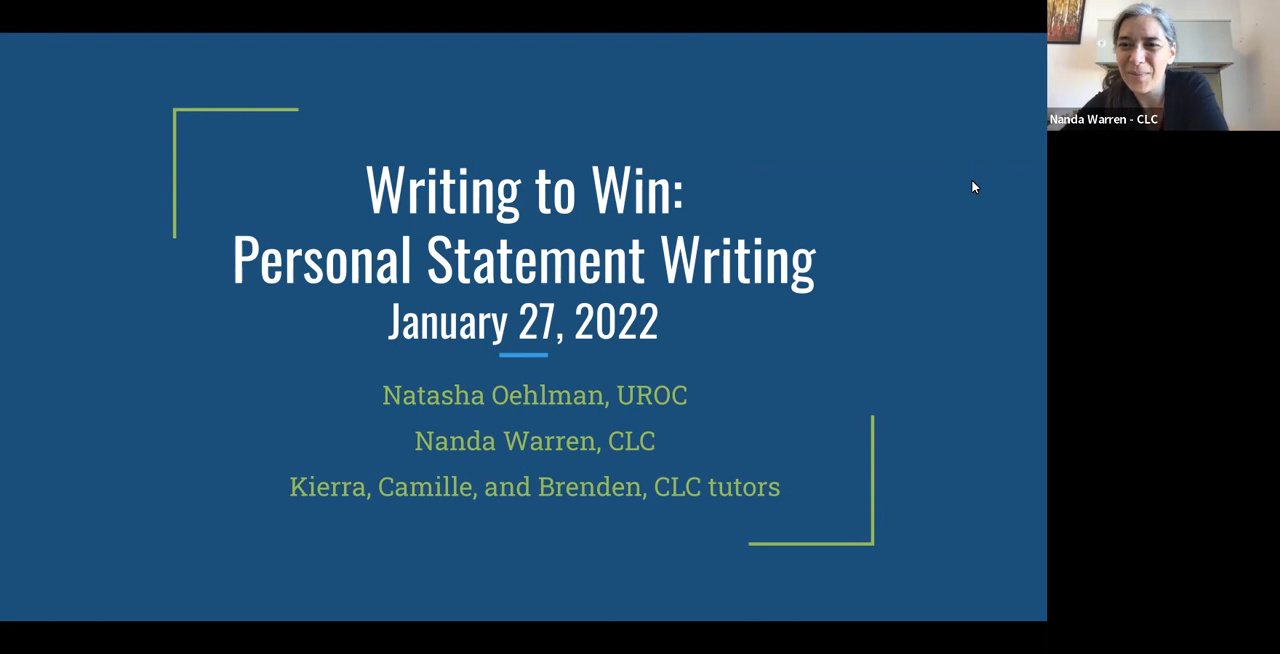 Writing to Win:
Personal Statement Writing
January 27, 2022
Natasha Oehlman, UROC
Nanda Warren, CLC
Kierra, Camille, and Brenden, CLC tutors
Nanda Warren - CLC